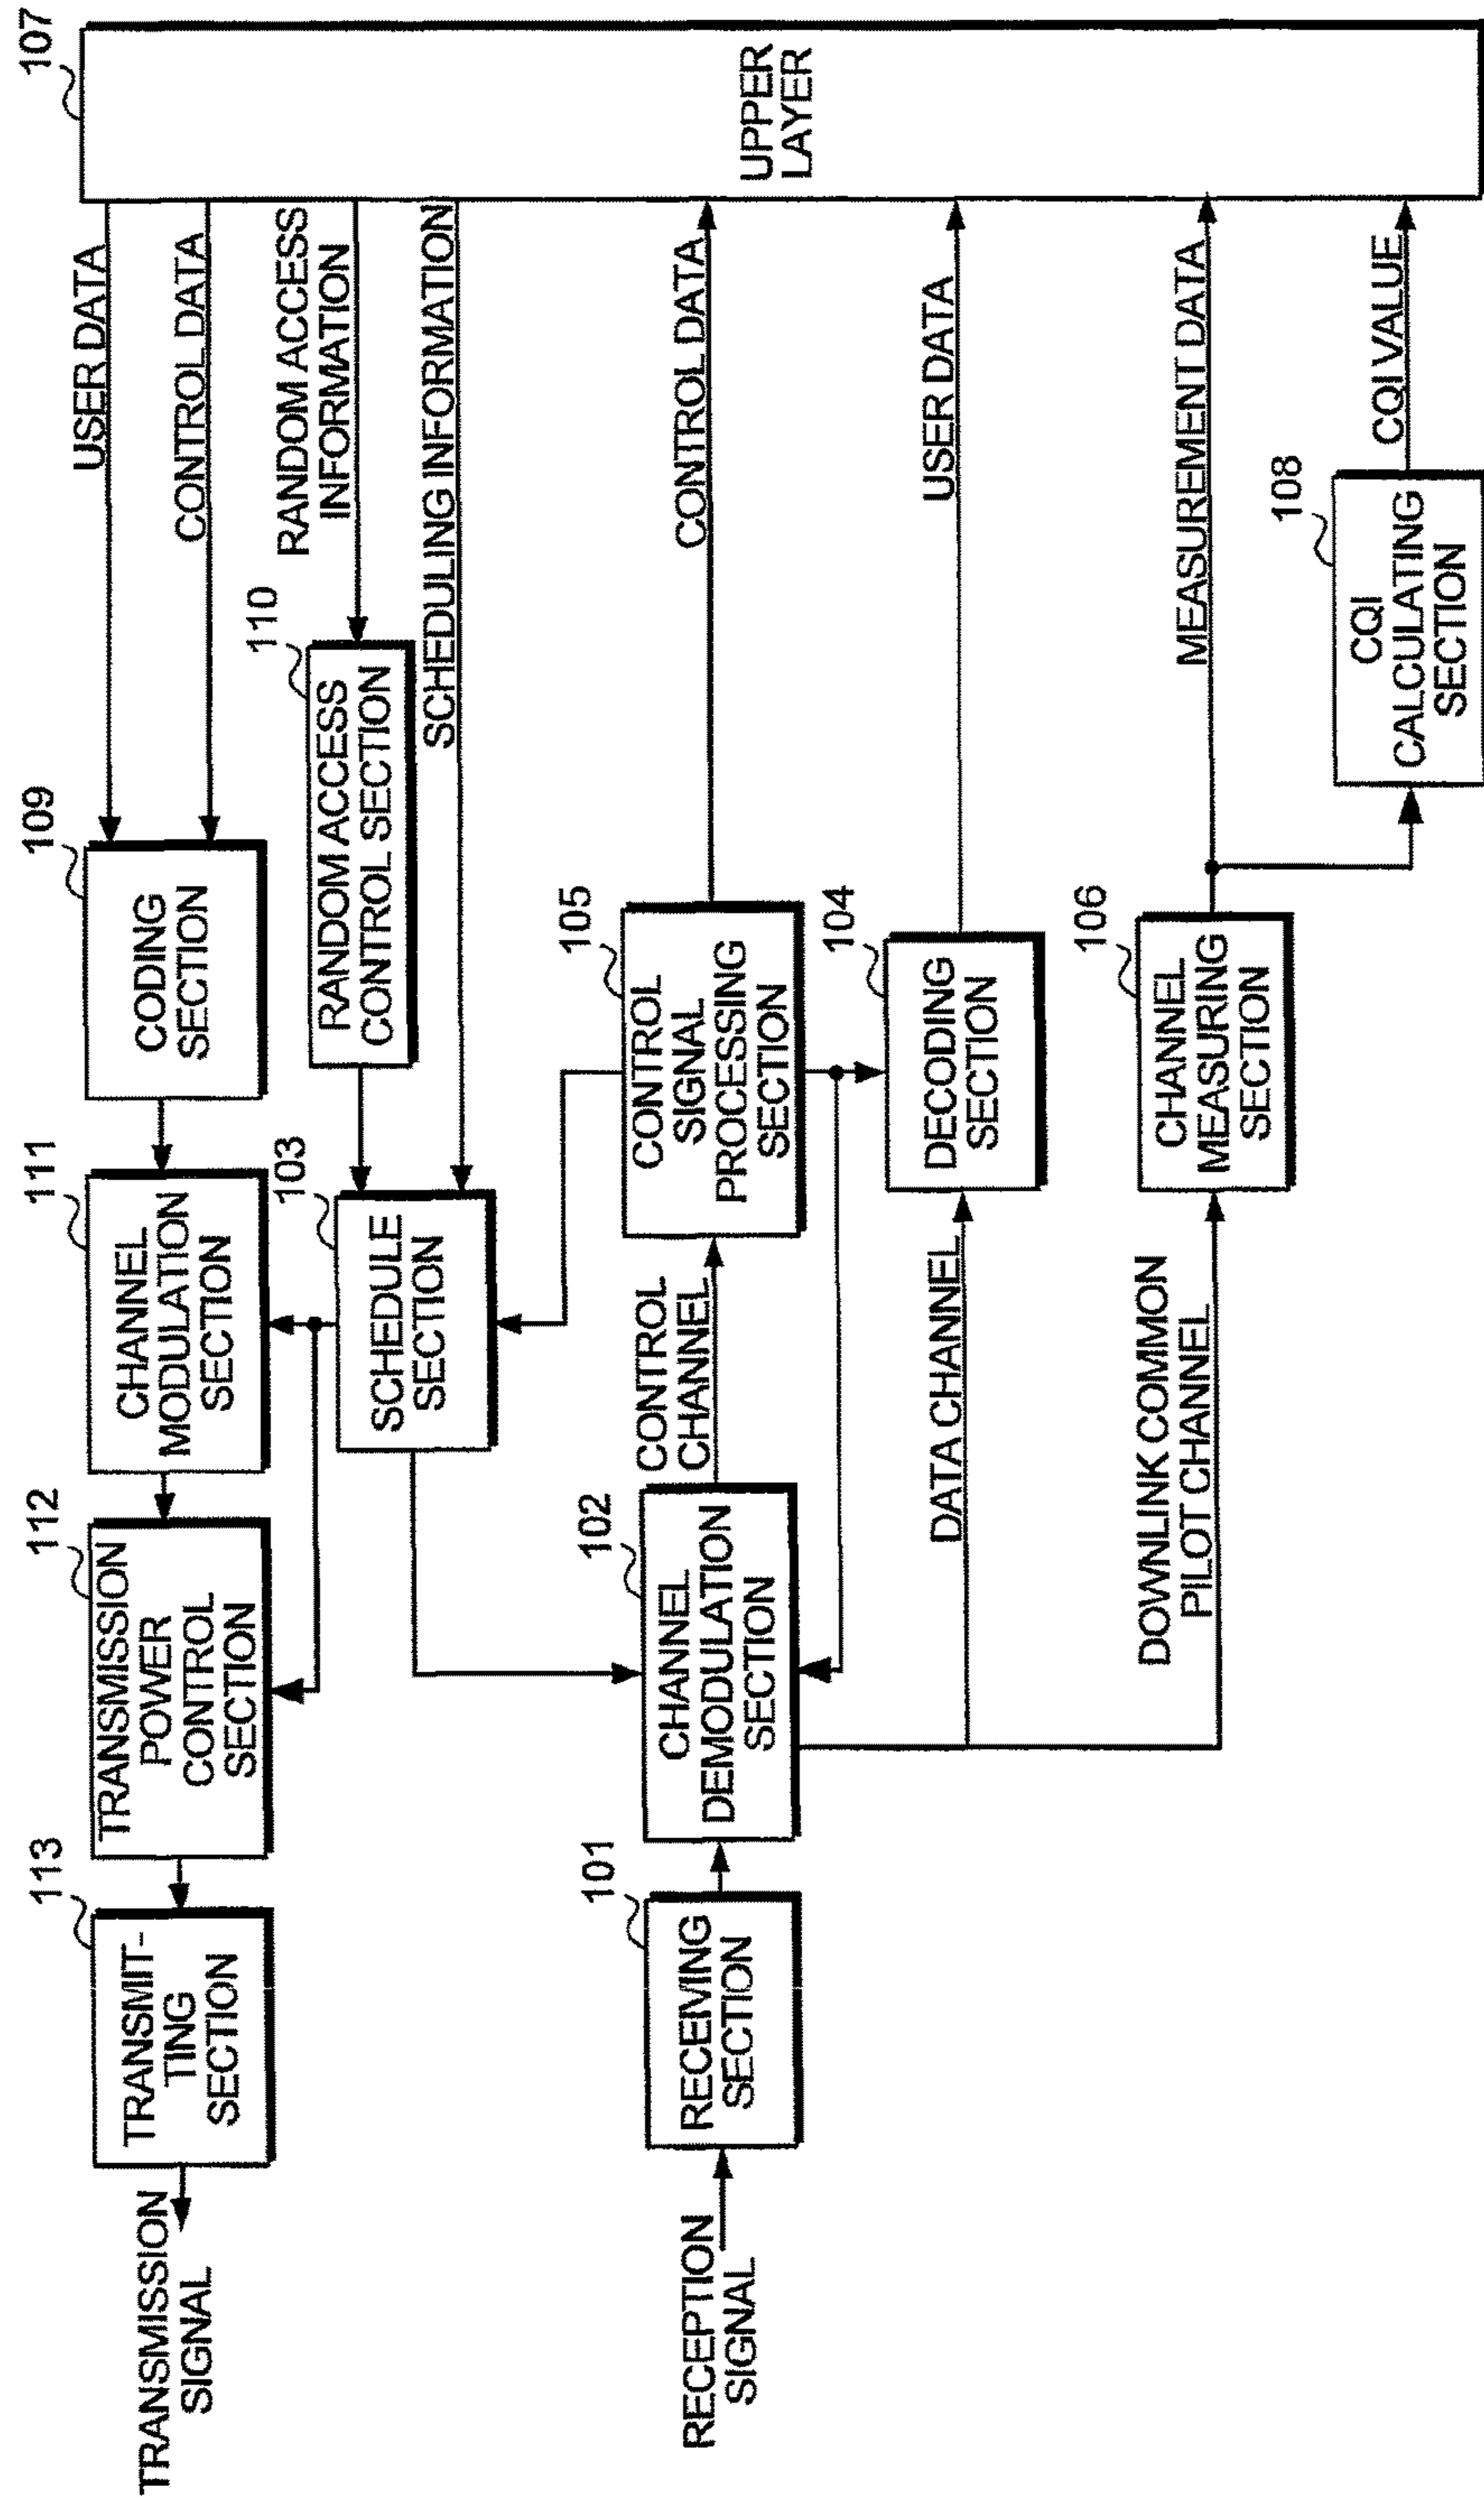 TRANSMISSION
SIGNAL
113
TRANSMIT-
TING
SECTION
112
TRANSMISSION
POWER
CONTROL
SECTION
111
CHANNEL
MODULATION
SECTION
109
CODING
SECTION
USER DATA
CONTROL DATA
107
UPPER
LAYER
103
SCHEDULE
SECTION
110
RANDOM ACCESS
CONTROL SECTION
RANDOM ACCESS
INFORMATION
SCHEDULING INFORMATION
RECEPTION
SIGNAL
101
RECEIVING
SECTION
102
CHANNEL
DEMODULATION
SECTION
CONTROL
CHANNEL
105
CONTROL
SIGNAL
PROCESSING
SECTION
CONTROL DATA
DATA CHANNEL
104
DECODING
SECTION
USER DATA
DOWNLINK COMMON
PILOT CHANNEL
106
CHANNEL
MEASURING
SECTION
MEASUREMENT DATA
108
CQI
CALCULATING
SECTION
CQI VALUE